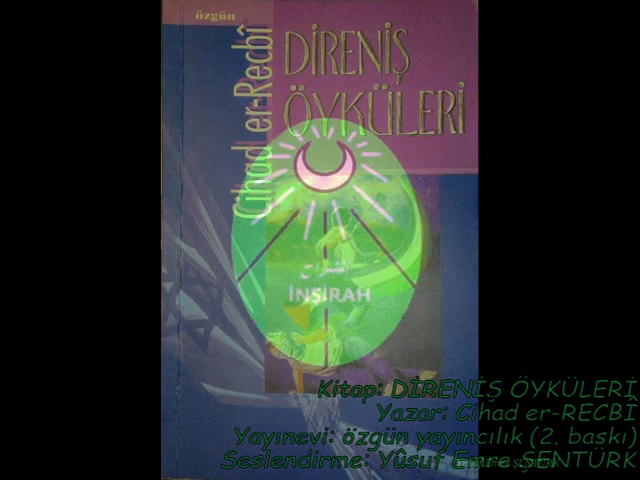 özgün
Cihad er-Recbî
DİRENİŞ
ÖYKÜLERİ
انشراح
İNŞİRAH
Kitap: DİRENİŞ ÖYKÜLERİ
Yazar: Cihad er-RECBÎ
Yayınevi: özgün yayıncılık (2. baskı)
Seslendirme: Yûsuf Emre ŞENTÜRK